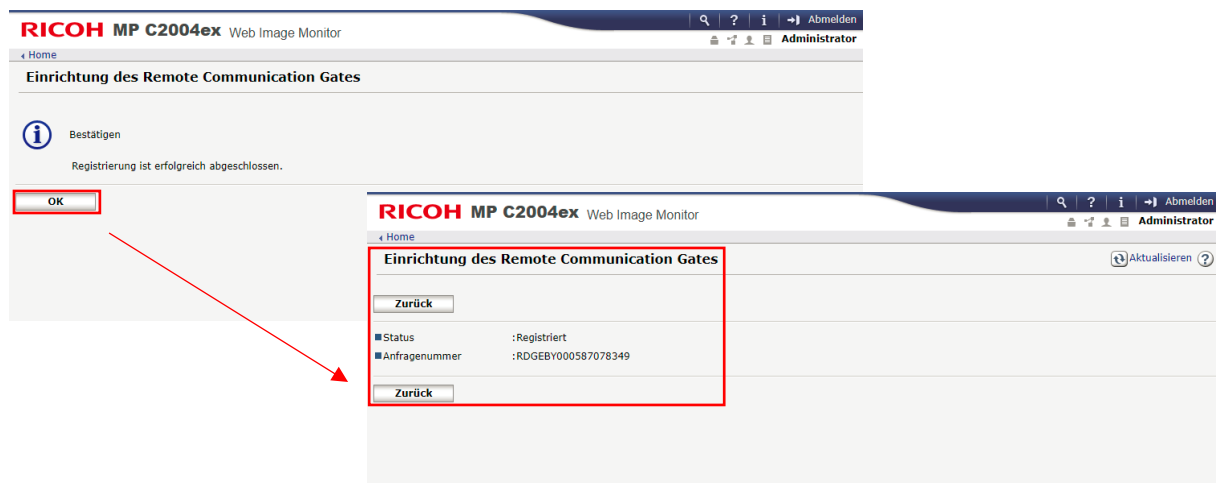 RICOH MP C2004ex Web Image Monitor
? i Abmelden
Administrator
Home
Einrichtung des Remote Communication Gates
Bestätigen
Registrierung ist erfolgreich abgeschlossen.
OK
RICOH MP C2004ex Web Image Monitor
? i Abmelden
Administrator
Home
Einrichtung des Remote Communication Gates
Aktualisieren ?
Zurück
Status :Registriert
Anfragenummer :RDGEBY000587078349
Zurück